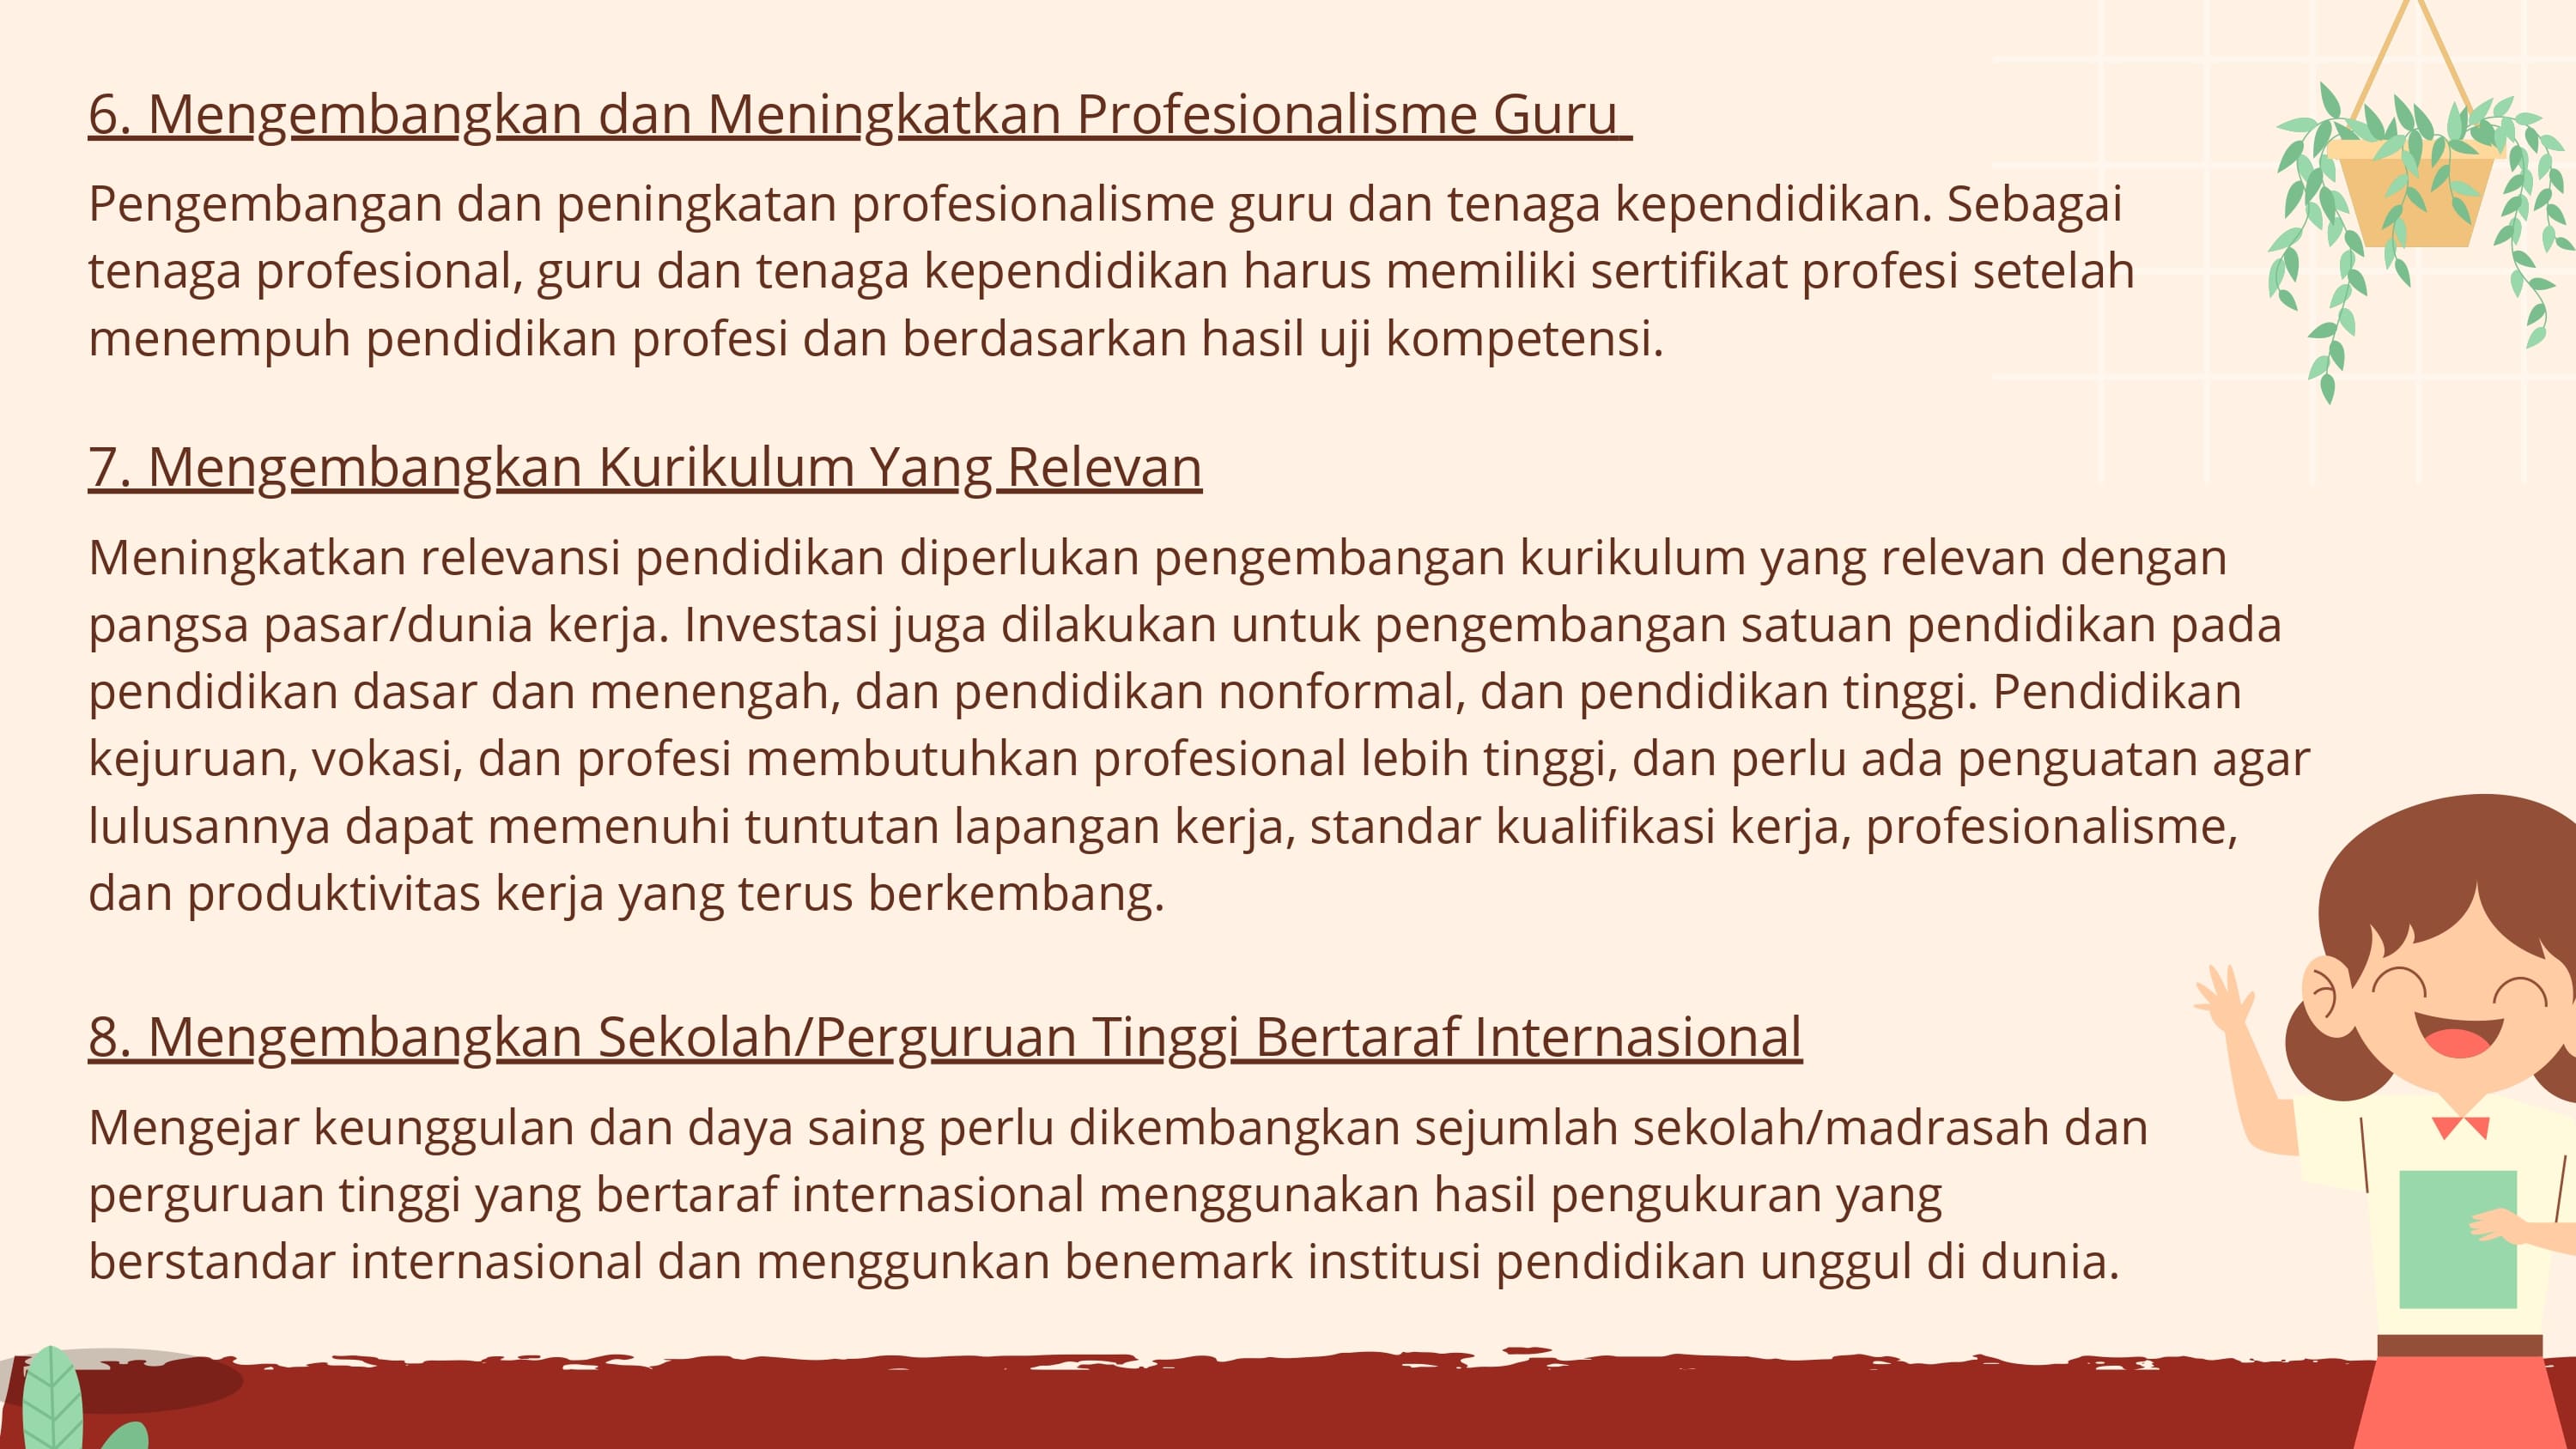 6. Mengembangkan dan Meningkatkan Profesionalisme Guru
Pengembangan dan peningkatan profesionalisme guru dan tenaga kependidikan. Sebagai
tenaga profesional, guru dan tenaga kependidikan harus memiliki sertifikat profesi setelah
menempuh pendidikan profesi dan berdasarkan hasil uji kompetensi.
7. Mengembangkan Kurikulum Yang Relevan
Meningkatkan relevansi pendidikan diperlukan pengembangan kurikulum yang relevan dengan
pangsa pasar/dunia kerja. Investasi juga dilakukan untuk pengembangan satuan pendidikan pada
pendidikan dasar dan menengah, dan pendidikan nonformal, dan pendidikan tinggi. Pendidikan
kejuruan, vokasi, dan profesi membutuhkan profesional lebih tinggi, dan perlu ada penguatan agar
lulusannya dapat memenuhi tuntutan lapangan kerja, standar kualifikasi kerja, profesionalisme,
dan produktivitas kerja yang terus berkembang.
8. Mengembangkan Sekolah/Perguruan Tinggi Bertaraf Internasional
Mengejar keunggulan dan daya saing perlu dikembangkan sejumlah sekolah/madrasah dan
perguruan tinggi yang bertaraf internasional menggunakan hasil pengukuran yang
berstandar internasional dan menggunkan benemark institusi pendidikan unggul di dunia.